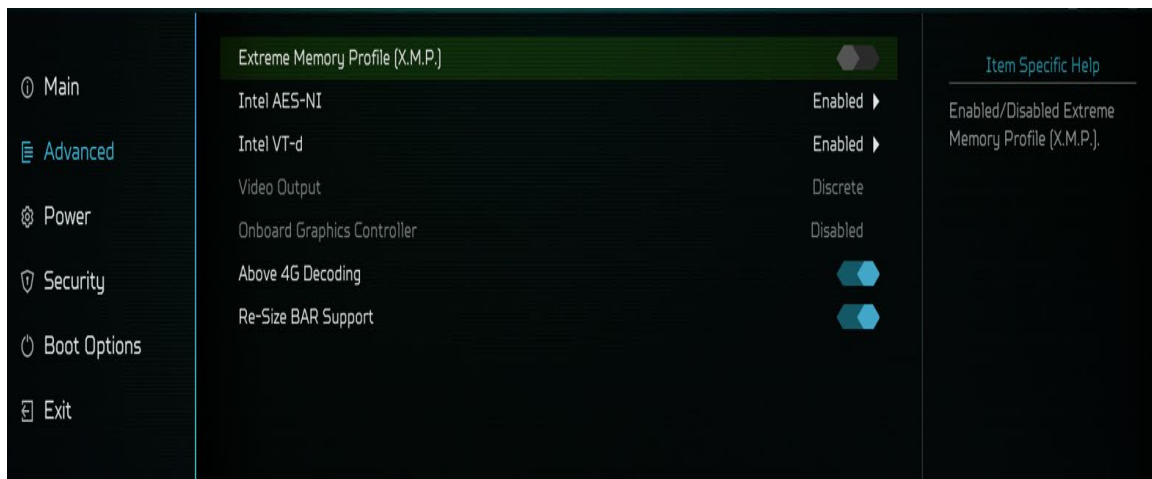 Main
Advanced
Power
Security
Boot Options
Exit
Extreme Memory Profile (X.M.P.)
Intel AES-NI Enabled
Intel VT-d Enabled
Video Output Discrete
Onboard Graphics Controller Disabled
Above 4G Decoding
Re-Size BAR Support
Item Specific Help
Enabled/Disabled Extreme
Memory Profile (X.M.P.).